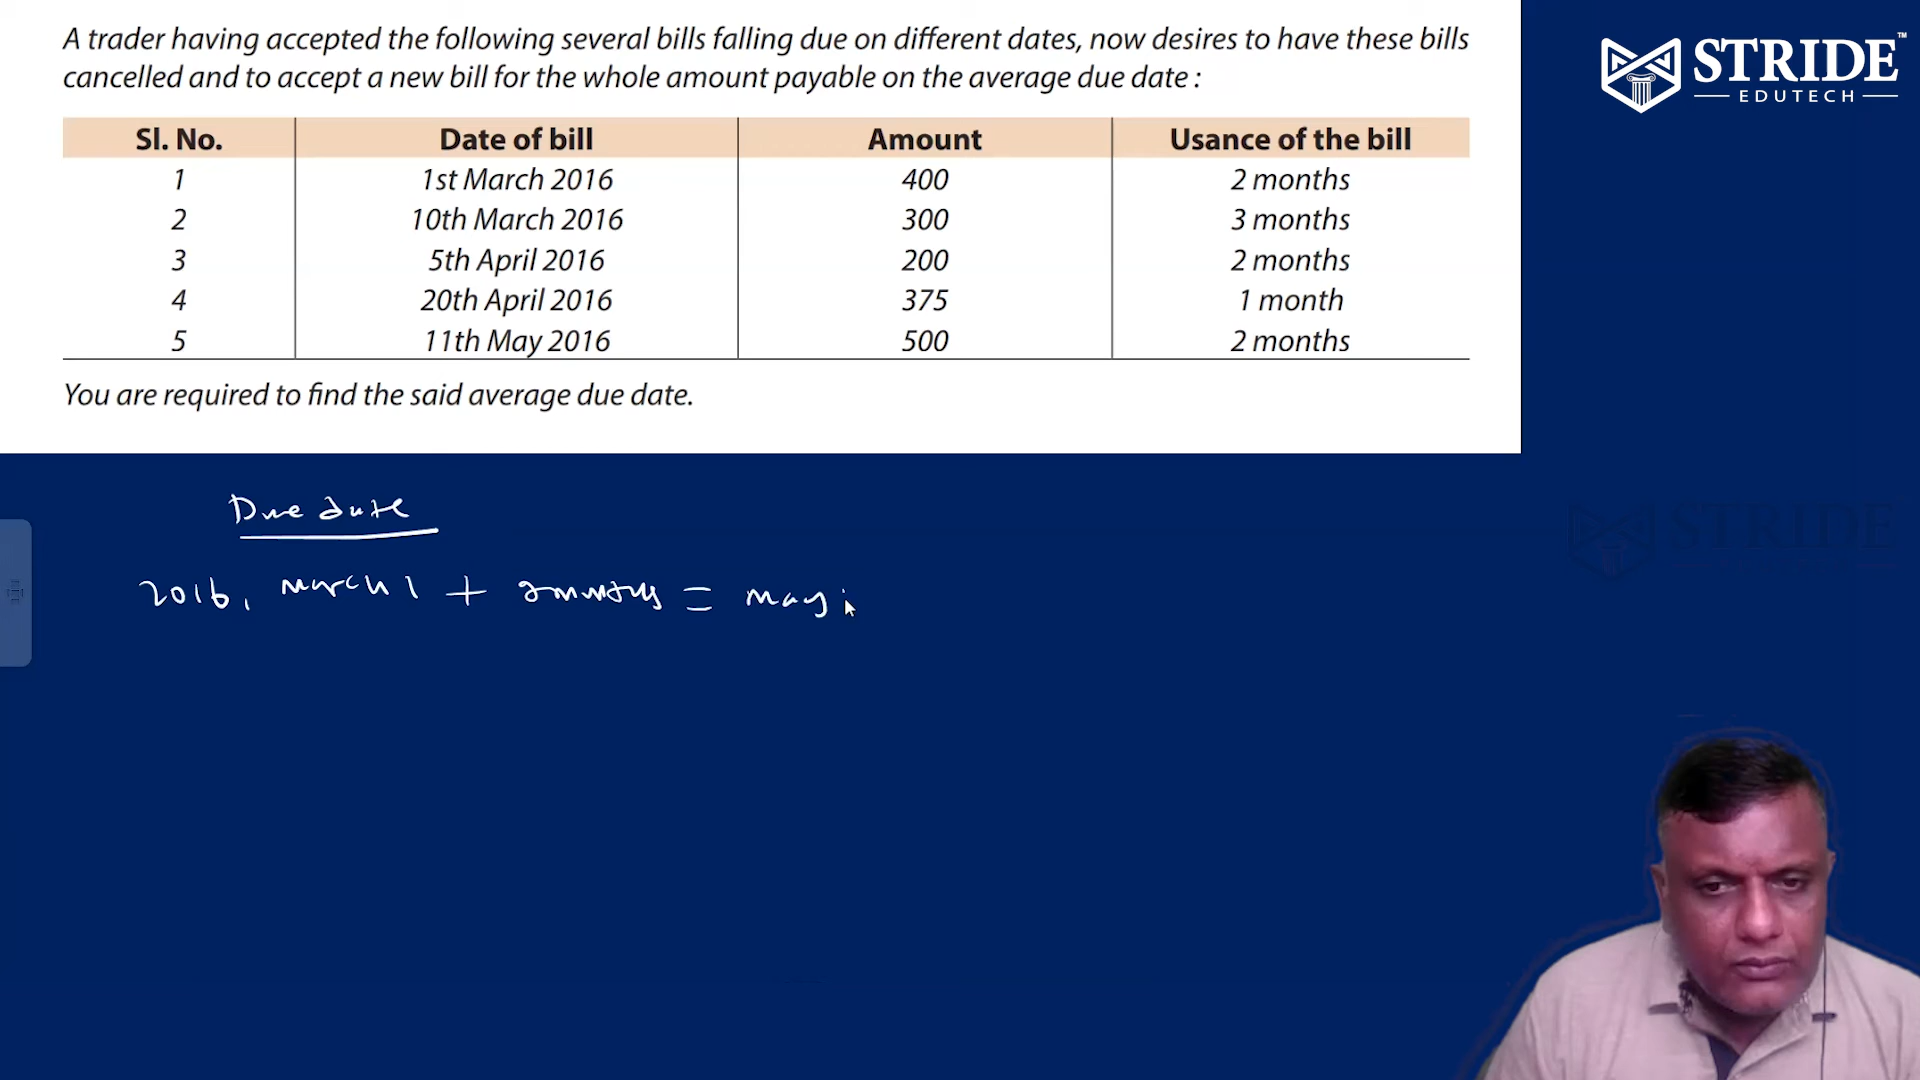 A trader having accepted the following several bills falling due on different dates, now desires to have these bills
cancelled and to accept a new bill for the whole amount payable on the average due date :
STRIDE™
EDUTECH
Sl. No. Date of bill Amount Usance of the bill
1 1st March 2016 400 2 months
2 10th March 2016 300 3 months
3 5th April 2016 200 2 months
4 20th April 2016 375 1 month
5 11th May 2016 500 2 months
You are required to find the said average due date.
Due date
STRIDE
2016, March 1 + 2 months = may